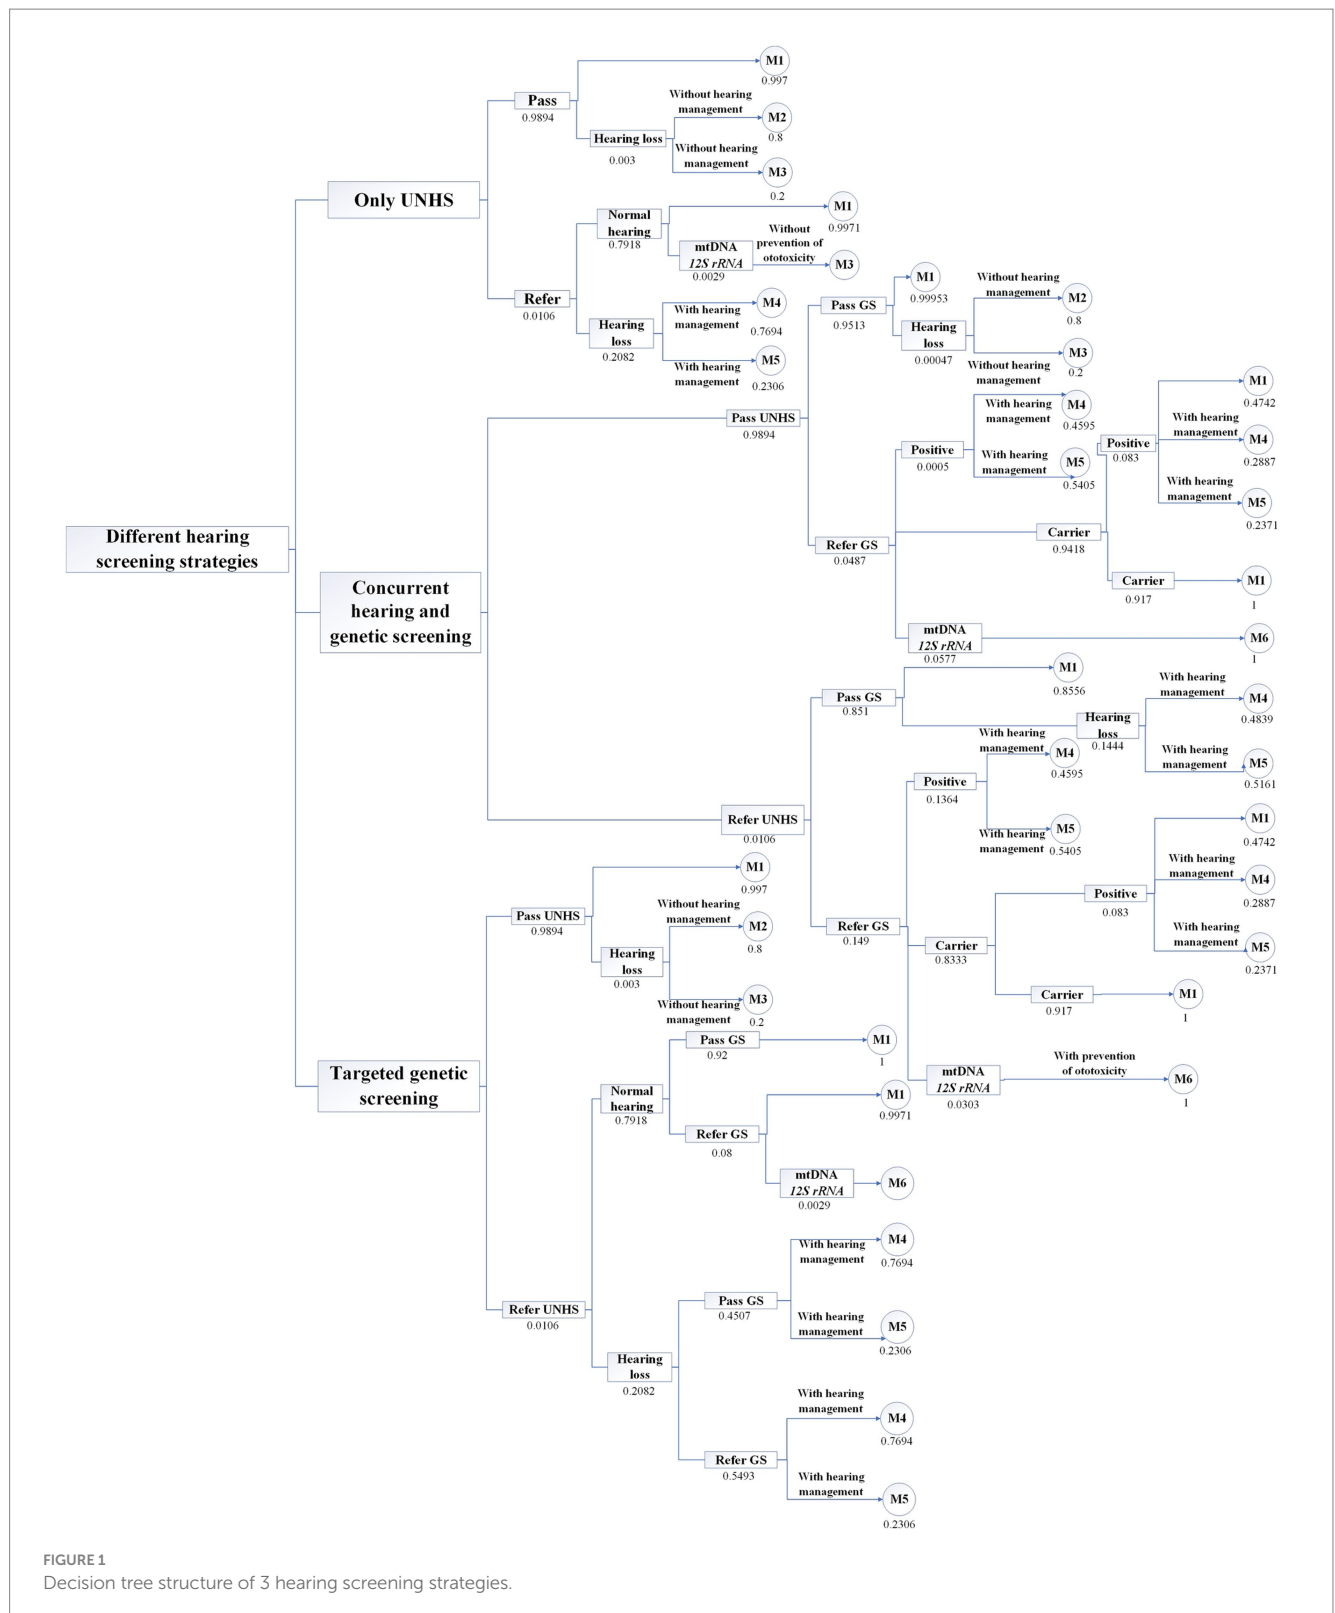 Different hearing
screening strategies
Only UNHS
Pass
0.9894
M1
0.997
Hearing loss
0.003
Without hearing
management
M2
0.8
Without hearing
management
M3
0.2
Refer
0.0106
Normal
hearing
0.7918
M1
0.9971
mtDNA
12S rRNA
0.0029
Without
prevention of
ototoxicity
M3
Hearing
loss
0.2082
With hearing
management
M4
0.7694
With hearing
management
M5
0.2306
Concurrent
hearing and
genetic screening
Pass UNHS
0.9894
Pass GS
0.9513
M1
0.99953
Hearing
loss
0.00047
Without hearing
management
M2
0.8
Without hearing
management
M3
0.2
Refer GS
0.0487
Positive
0.0005
With hearing
management
M4
0.4595
With hearing
management
M5
0.5405
Carrier
0.9418
Positive
0.083
M1
0.4742
With hearing
management
M4
0.2887
With hearing
management
M5
0.2371
Carrier
0.917
M1
1
mtDNA
12S rRNA
0.0577
M6
1
Refer UNHS
0.0106
Pass GS
0.851
M1
0.8556
Hearing
loss
0.1444
With hearing
management
M4
0.4839
With hearing
management
M5
0.5161
Refer GS
0.149
Positive
0.1364
With hearing
management
M4
0.4595
With hearing
management
M5
0.5405
Carrier
0.8333
Positive
0.083
M1
0.4742
With hearing
management
M4
0.2887
With hearing
management
M5
0.2371
Carrier
0.917
M1
1
mtDNA
12S rRNA
0.0303
With prevention
of ototoxicity
M6
1
Targeted genetic
screening
Pass UNHS
0.9894
M1
0.997
Hearing
loss
0.003
Without hearing
management
M2
0.8
Without hearing
management
M3
0.2
Refer UNHS
0.0106
Normal
hearing
0.7918
Pass GS
0.92
M1
1
Refer GS
0.08
M1
0.9971
mtDNA
12S rRNA
0.0029
M6
Hearing
loss
0.2082
Pass GS
0.4507
With hearing
management
M4
0.7694
With hearing
management
M5
0.2306
Refer GS
0.5493
With hearing
management
M4
0.7694
With hearing
management
M5
0.2306
FIGURE 1
Decision tree structure of 3 hearing screening strategies.